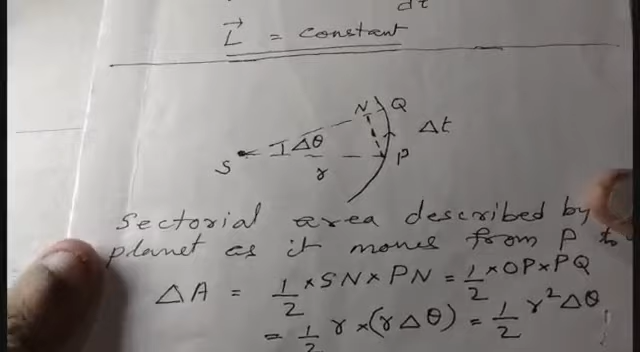 dt
L⃗ = constant
N Q
Δθ Δt
S r P
Sectorial area described by
planet as it moves from P to
ΔA = 1/2 × SN × PN = 1/2 × OP × PQ
= 1/2 r × (r Δθ) = 1/2 r² Δθ